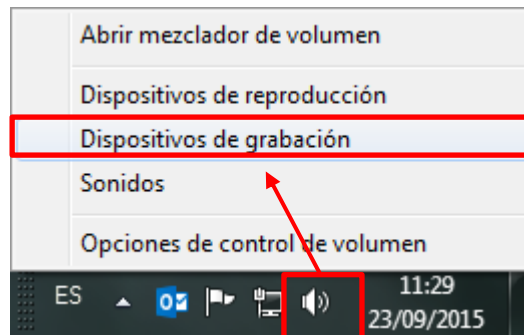 Abrir mezclador de volumen
Dispositivos de reproducción
Dispositivos de grabación
Sonidos
Opciones de control de volumen
ES
11:29
23/09/2015